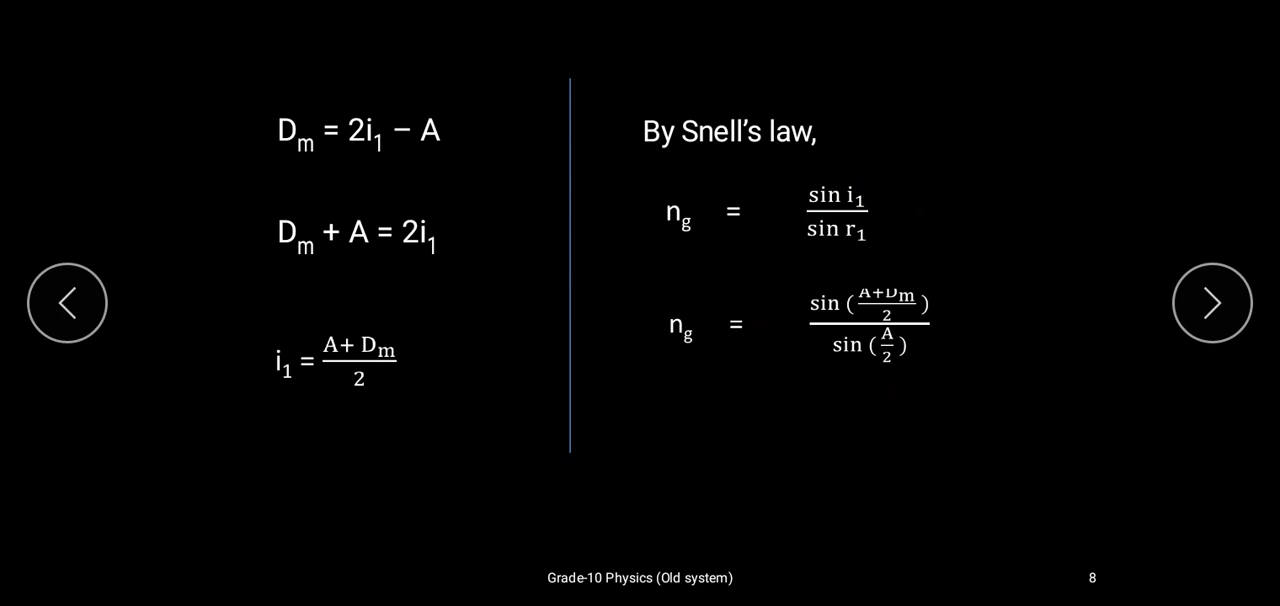 Dm = 2i1 – A
Dm + A = 2i1
i1 = A+ Dm / 2
By Snell’s law,
ng = sin i1 / sin r1
ng = sin (A+Dm / 2) / sin (A / 2)
Grade-10 Physics (Old system)
8